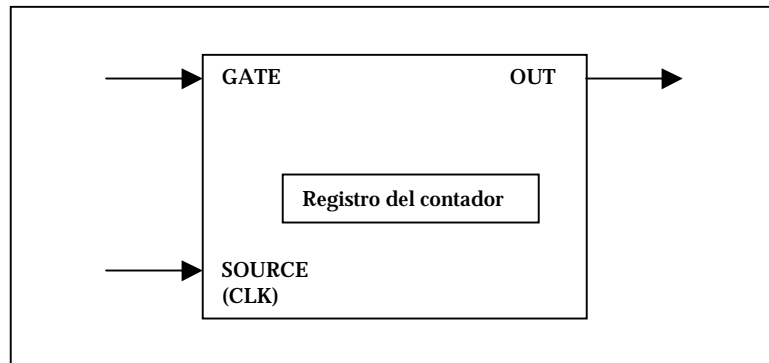 GATE
OUT
Registro del contador
SOURCE
(CLK)